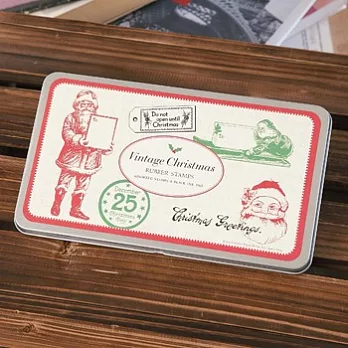 Do not
open until
Christmas
Vintage Christmas
RUBBER STAMPS
December
25
Christmas Greetings.